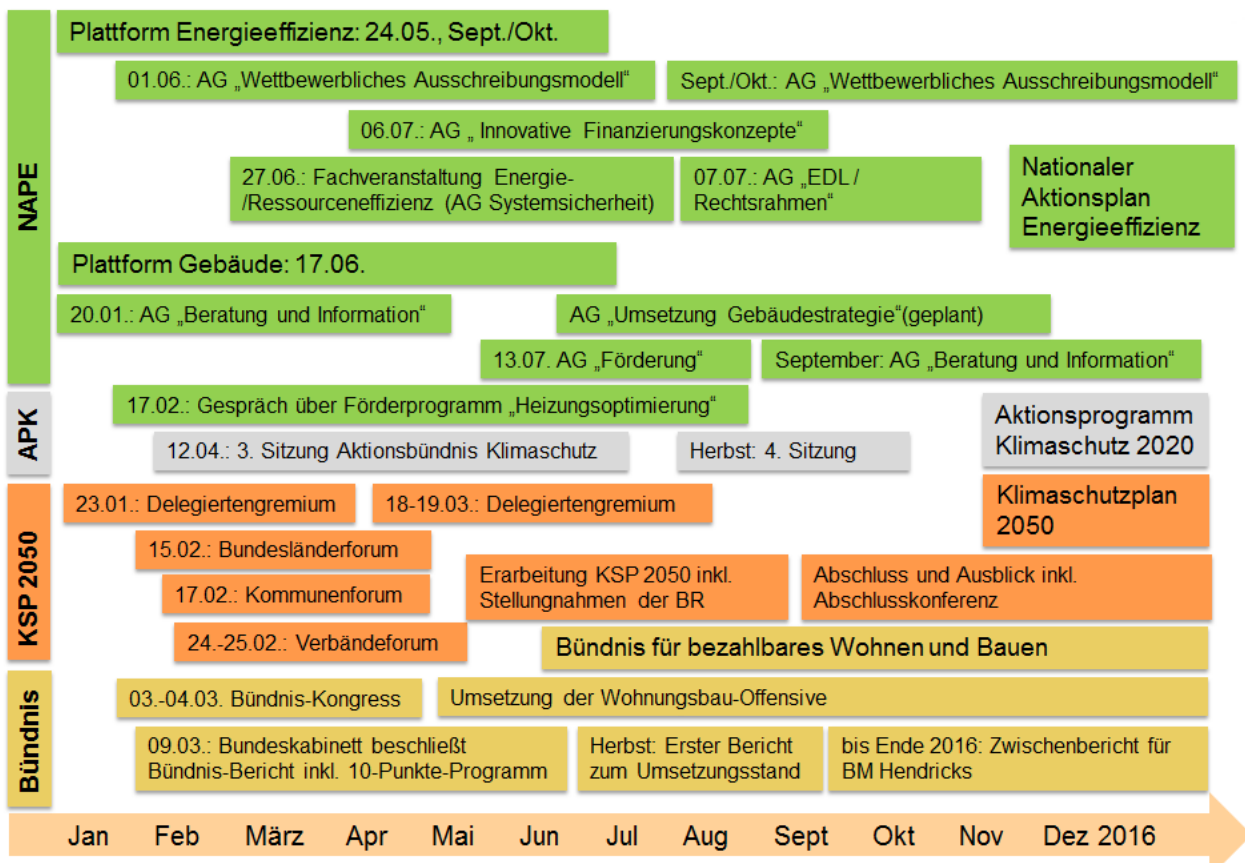 NAPE
Plattform Energieeffizienz: 24.05., Sept./Okt.
01.06.: AG „Wettbewerbliches Ausschreibungsmodell“
Sept./Okt.: AG „Wettbewerbliches Ausschreibungsmodell“
06.07.: AG „ Innovative Finanzierungskonzepte“
27.06.: Fachveranstaltung Energie-
/Ressourceneffizienz (AG Systemsicherheit)
07.07.: AG „EDL /
Rechtsrahmen“
Nationaler
Aktionsplan
Energieeffizienz
Plattform Gebäude: 17.06.
20.01.: AG „Beratung und Information“
AG „Umsetzung Gebäudestrategie“(geplant)
13.07. AG „Förderung“
September: AG „Beratung und Information“
APK
17.02.: Gespräch über Förderprogramm „Heizungsoptimierung“
12.04.: 3. Sitzung Aktionsbündnis Klimaschutz
Herbst: 4. Sitzung
Aktionsprogramm
Klimaschutz 2020
KSP 2050
23.01.: Delegiertengremium
18-19.03.: Delegiertengremium
Klimaschutzplan
2050
15.02.: Bundesländerforum
17.02.: Kommunenforum
24.-25.02.: Verbändeforum
Erarbeitung KSP 2050 inkl.
Stellungnahmen der BR
Abschluss und Ausblick inkl.
Abschlusskonferenz
Bündnis für bezahlbares Wohnen und Bauen
Bündnis
03.-04.03. Bündnis-Kongress
Umsetzung der Wohnungsbau-Offensive
09.03.: Bundeskabinett beschließt
Bündnis-Bericht inkl. 10-Punkte-Programm
Herbst: Erster Bericht
zum Umsetzungsstand
bis Ende 2016: Zwischenbericht für
BM Hendricks
Jan Feb März Apr Mai Jun Jul Aug Sept Okt Nov Dez 2016